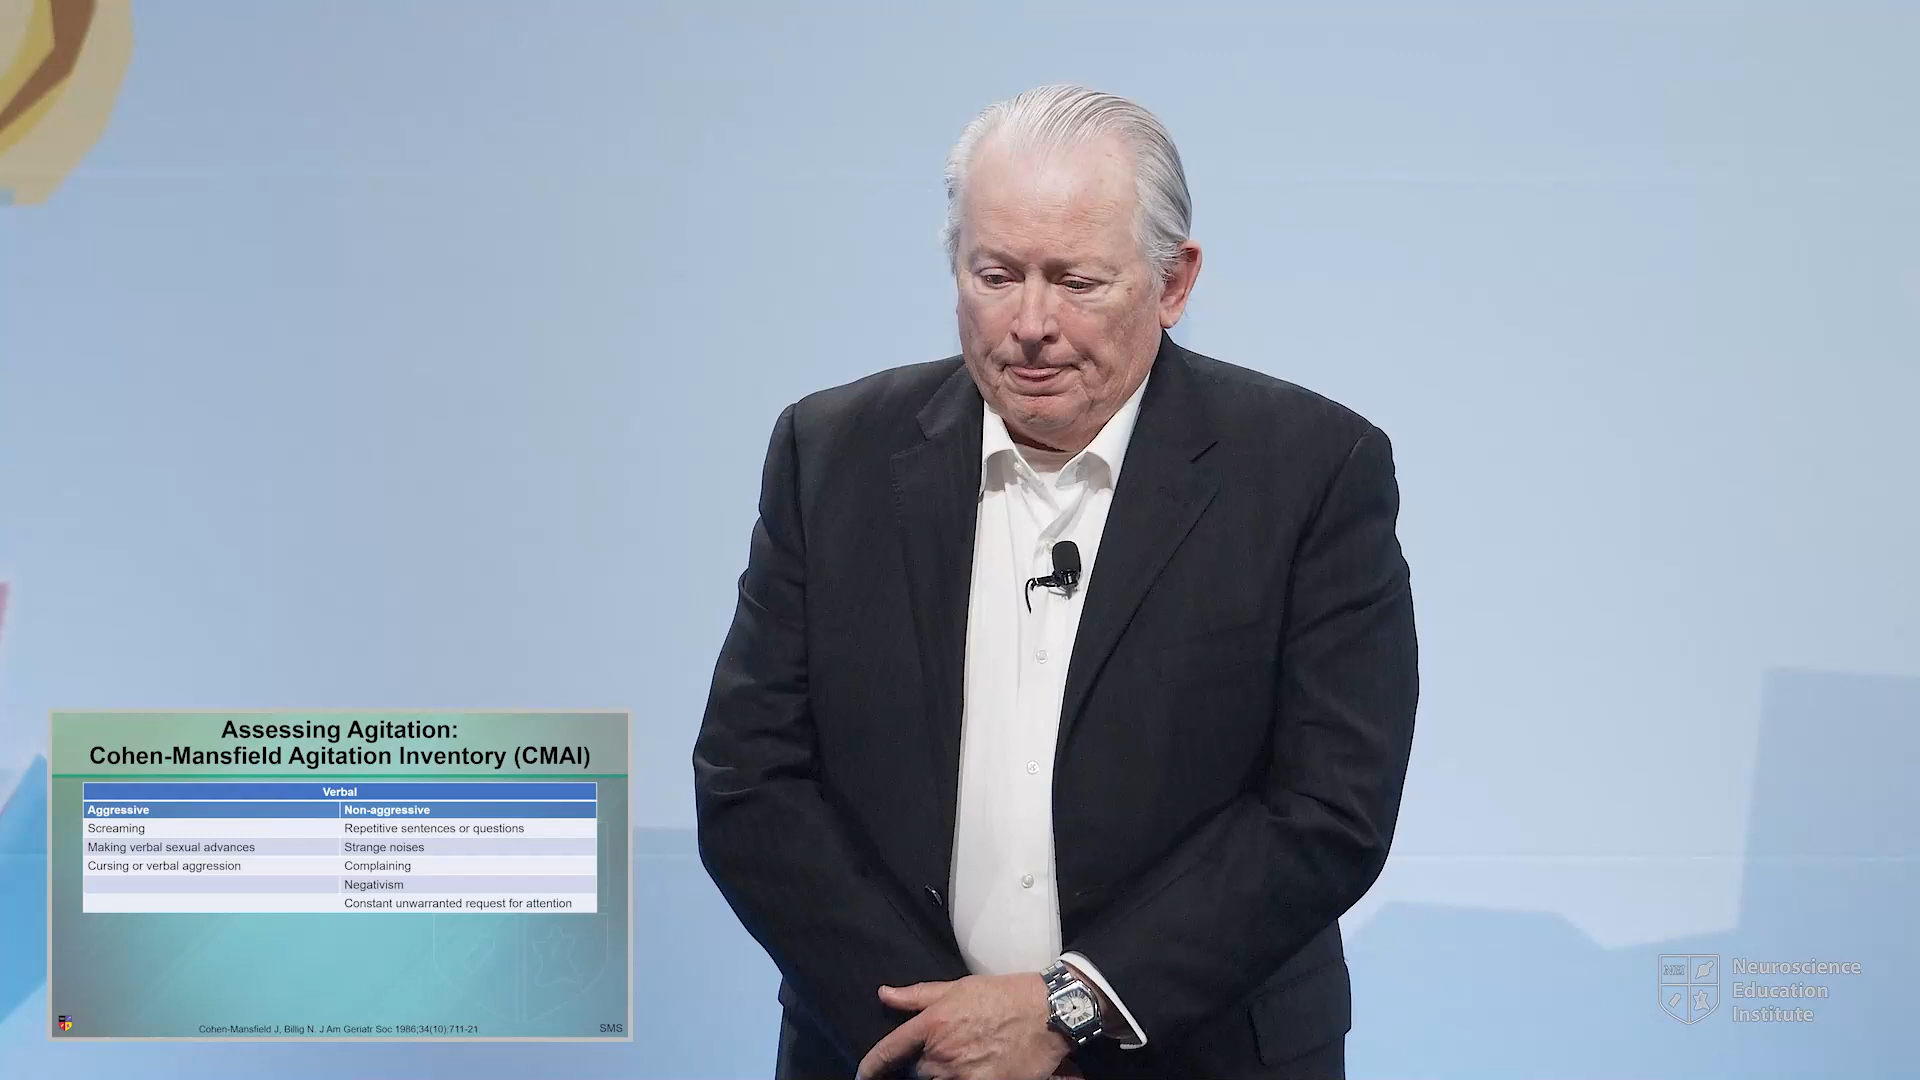 Assessing Agitation:
Cohen-Mansfield Agitation Inventory (CMAI)
Verbal
Aggressive Non-aggressive
Screaming Repetitive sentences or questions
Making verbal sexual advances Strange noises
Cursing or verbal aggression Complaining
Negativism
Constant unwarranted request for attention
Cohen-Mansfield J, Billig N. J Am Geriatr Soc 1986;34(10):711-21
SMS
NEI
Neuroscience
Education
Institute